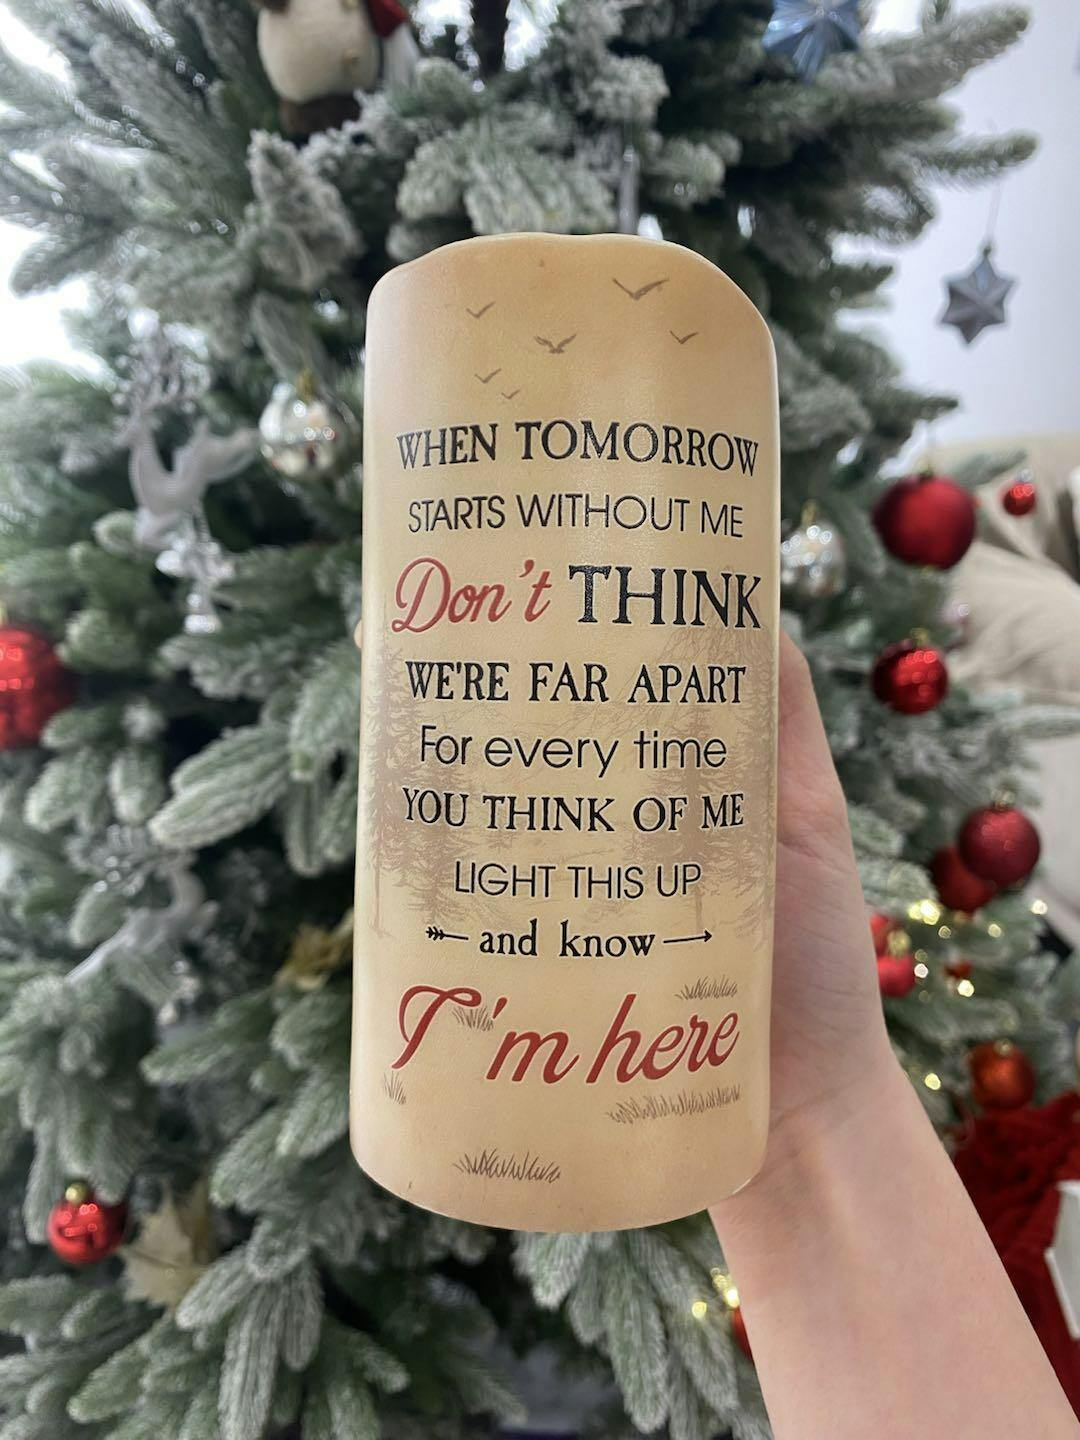 WHEN TOMORROW
STARTS WITHOUT ME
Don't THINK
WE'RE FAR APART
For every time
YOU THINK OF ME
LIGHT THIS UP
and know
I'm here